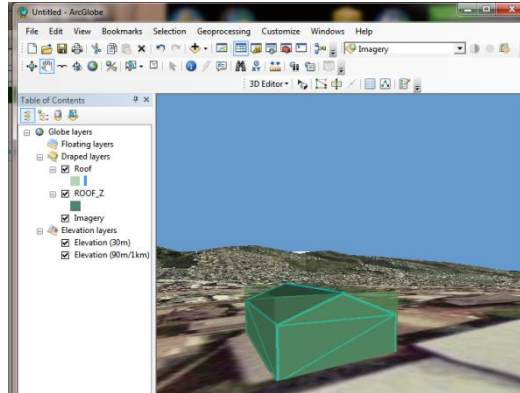 Untitled - ArcGlobe
File Edit View Bookmarks Selection Geoprocessing Customize Windows Help
Imagery
3D Editor
Table of Contents
Globe layers
Floating layers
Draped layers
Roof
ROOF_Z
Imagery
Elevation layers
Elevation (30m)
Elevation (90m/1km)